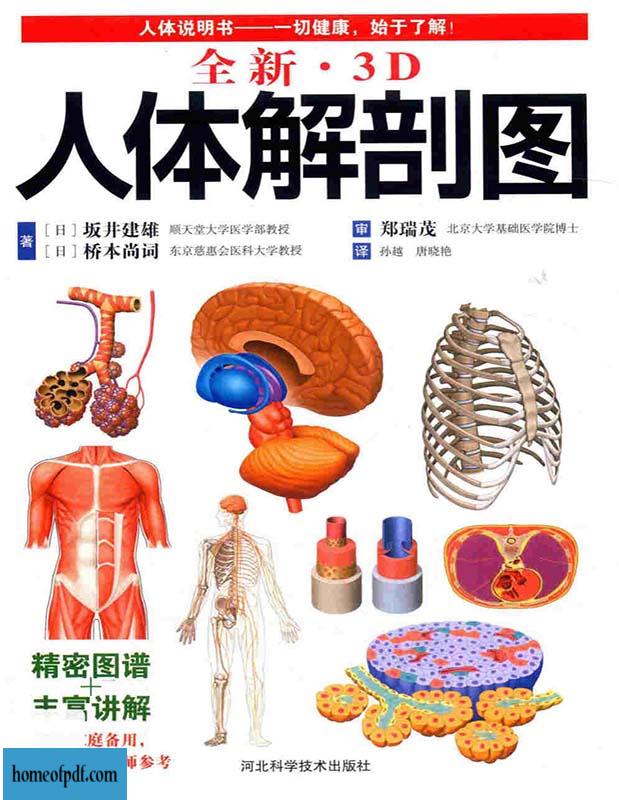 人体说明书——一切健康，始于了解！
全新·3D
人体解剖图
著 [日] 坂井建雄 顺天堂大学医学部教授
[日] 桥本尚词 东京慈惠会医科大学教授
审 郑瑞茂 北京大学基础医学院博士
译 孙越 唐晓艳
精密图谱
+
丰富讲解
庭备用，
师参考
homeofpdf.com
河北科学技术出版社